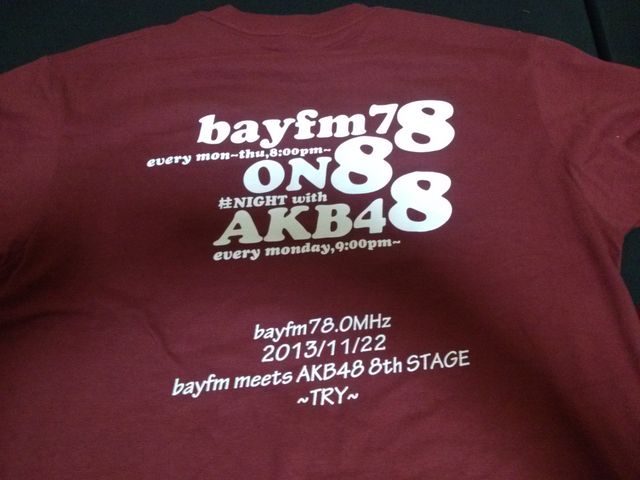 bayfm78
every mon~thu,8:00pm~
ON8
柱NIGHT with
AKB48
every monday,9:00pm~
bayfm78.0MHz
2013/11/22
bayfm meets AKB48 8th STAGE
~TRY~